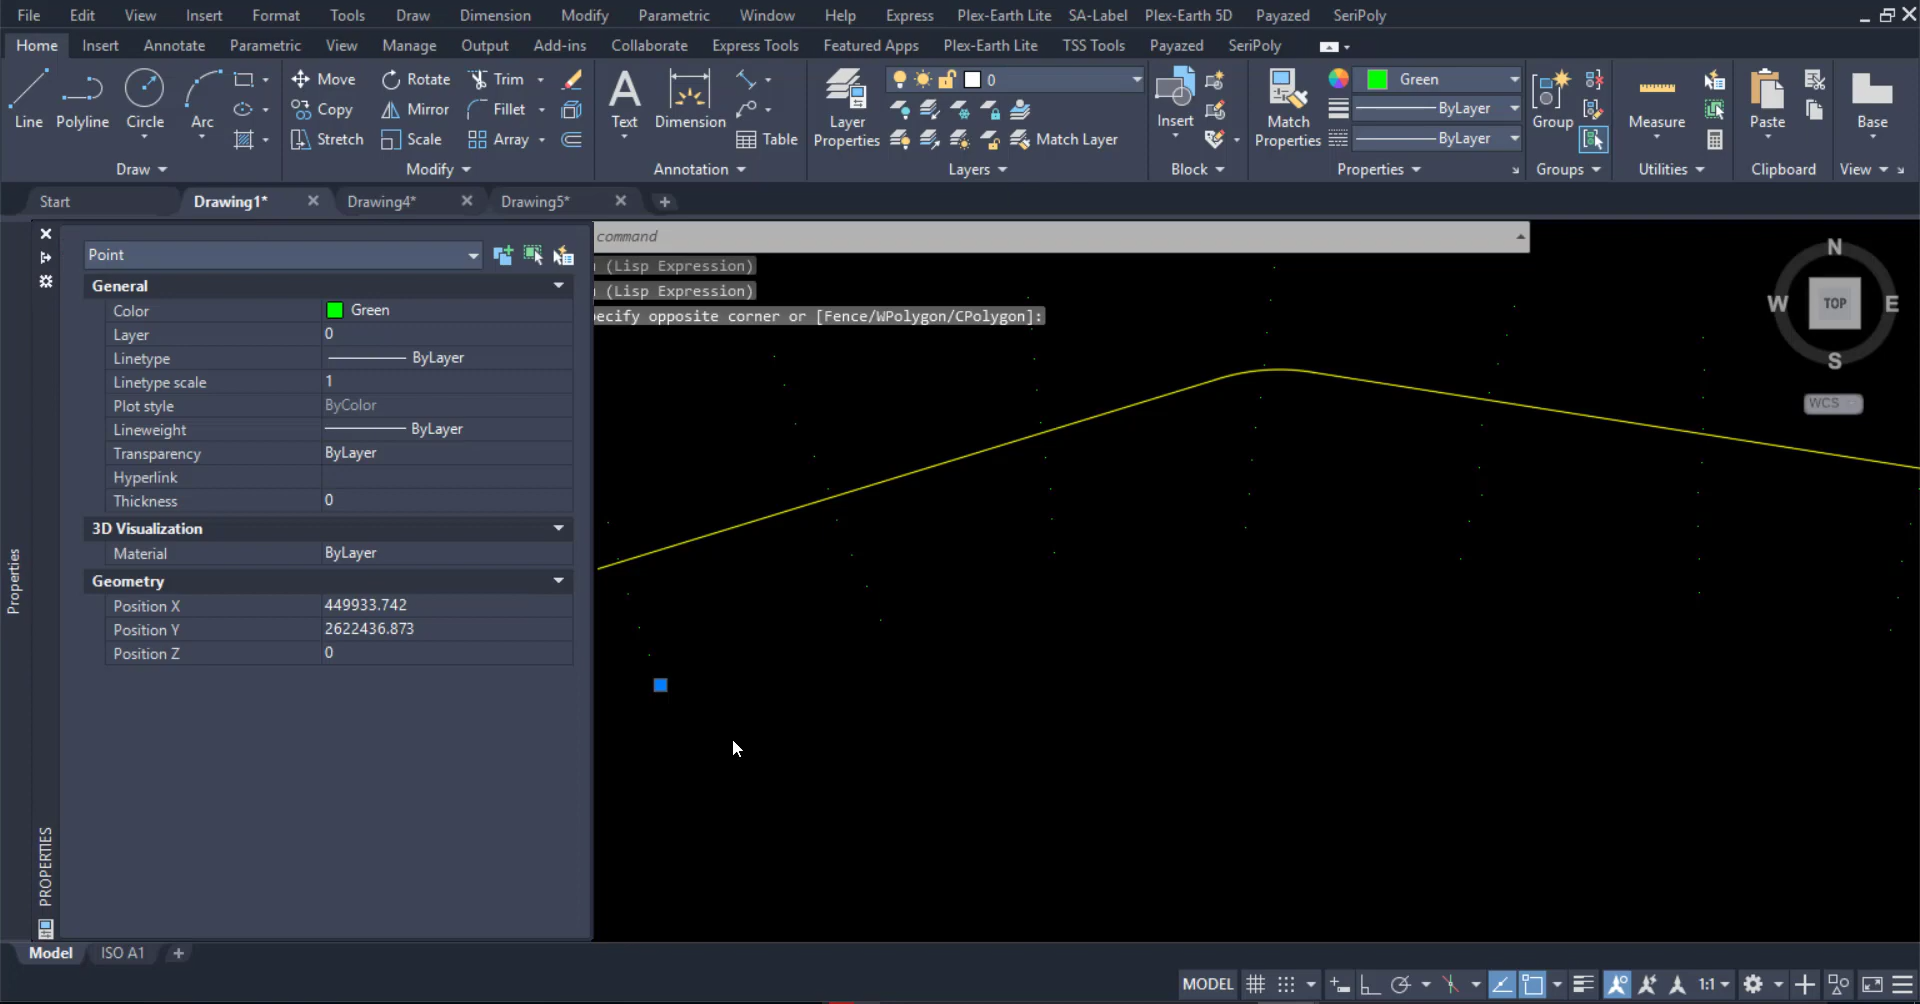 File Edit View Insert Format Tools Draw Dimension Modify Parametric Window Help Express Plex-Earth Lite SA-Label Plex-Earth 5D Payazed SeriPoly
Home Insert Annotate Parametric View Manage Output Add-ins Collaborate Express Tools Featured Apps Plex-Earth Lite TSS Tools Payazed SeriPoly
Line Polyline Circle Arc
Move Rotate Trim
Copy Mirror Fillet
Stretch Scale Array
Text Dimension Table
Layer Properties
0
Match Layer
Insert
Match Properties
Green
ByLayer
ByLayer
Group
Measure
Paste
Base
Draw Modify Annotation Layers Block Properties Groups Utilities Clipboard View
Start Drawing1* Drawing4* Drawing5*
Point
General
Color Green
Layer 0
Linetype ByLayer
Linetype scale 1
Plot style ByColor
Lineweight ByLayer
Transparency ByLayer
Hyperlink
Thickness 0
3D Visualization
Material ByLayer
Geometry
Position X 449933.742
Position Y 2622436.873
Position Z 0
Properties
PROPERTIES
command
(Lisp Expression)
(Lisp Expression)
ecify opposite corner or [Fence/WPolygon/CPolygon]:
N
W TOP E
S
WCS
Model ISO A1
MODEL 1:1